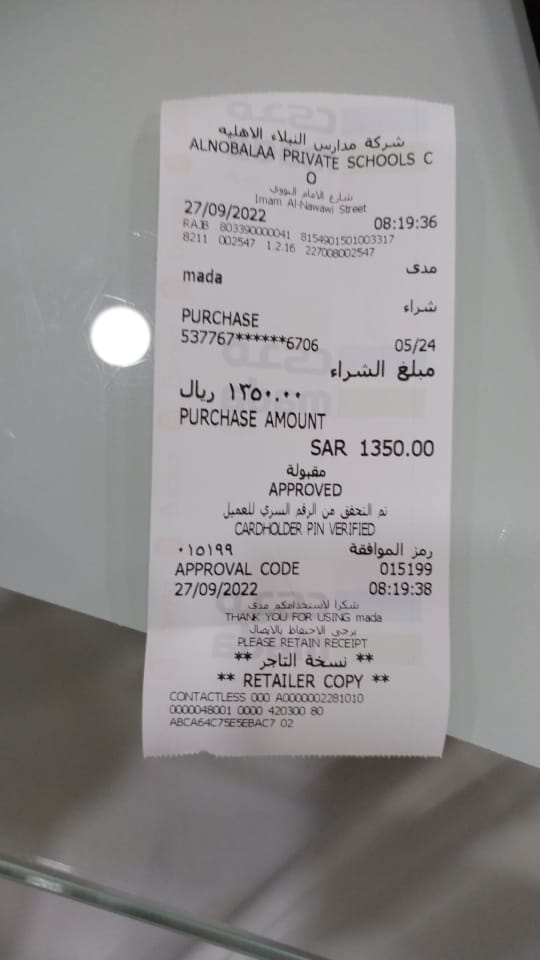 شركة مدارس النبلاء الاهلية
ALNOBALAA PRIVATE SCHOOLS C
O
شارع الامام النووي
Imam Al-Nawawi Street
27/09/2022 08:19:36
RAJB 803390000041 8154901501003317
8211 002547 1.2.16 227008002547
mada مدى
شراء
PURCHASE
537767******6706 05/24
مبلغ الشراء
١٣٥٠.٠٠ ريال
PURCHASE AMOUNT
SAR 1350.00
مقبولة
APPROVED
تم التحقق من الرقم السري للعميل
CARDHOLDER PIN VERIFIED
رمز الموافقة ٠١٥١٩٩
APPROVAL CODE 015199
27/09/2022 08:19:38
شكرا لاستخدامكم مدى
THANK YOU FOR USING mada
يرجى الاحتفاظ بالايصال
PLEASE RETAIN RECEIPT
** نسخة التاجر **
** RETAILER COPY **
CONTACTLESS 000 A0000002281010
0000048001 0000 420300 80
ABCA64C75E5EBAC7 02